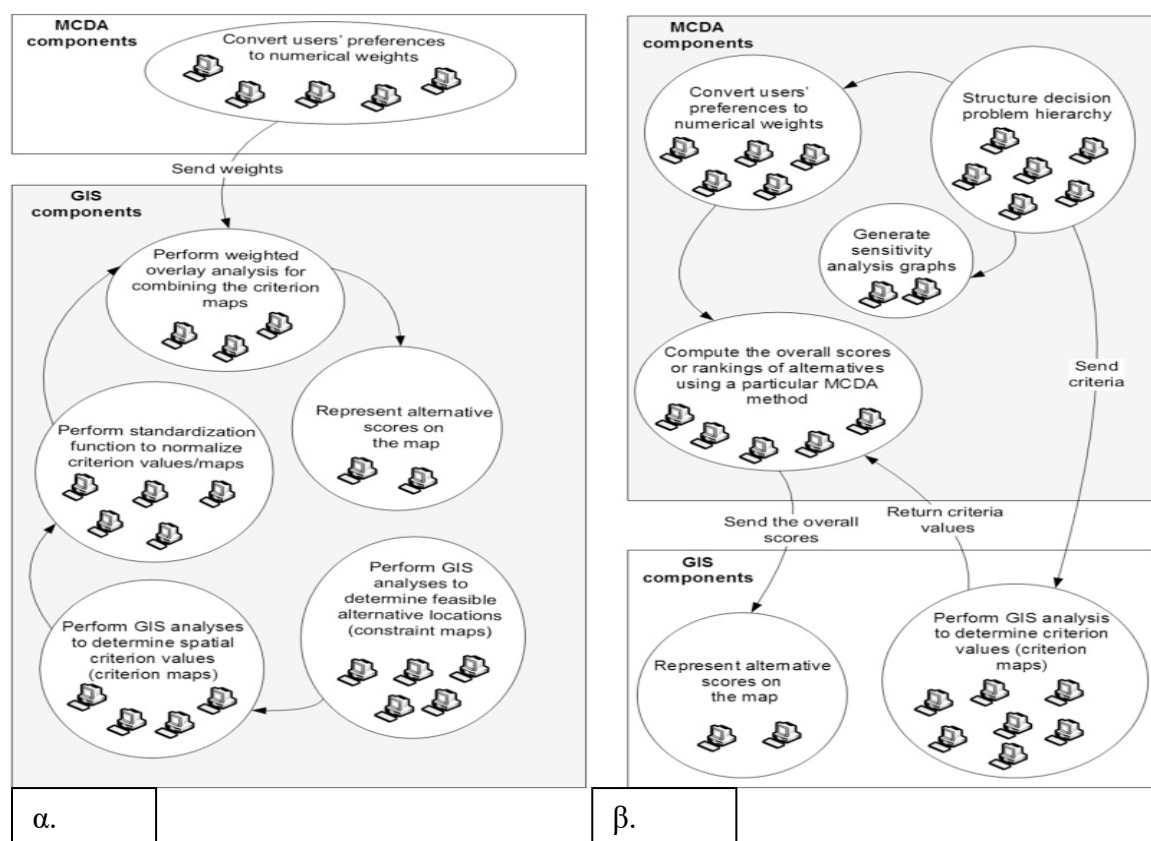 MCDA
components
Convert users' preferences
to numerical weights
Send weights
GIS
components
Perform weighted
overlay analysis for
combining the criterion
maps
Represent alternative
scores on
the map
Perform standardization
function to normalize
criterion values/maps
Perform GIS
analyses to
determine feasible
alternative locations
(constraint maps)
Perform GIS analyses
to determine spatial
criterion values
(criterion maps)
α.
MCDA
components
Convert users'
preferences to
numerical weights
Structure decision
problem hierarchy
Generate
sensitivity
analysis graphs
Compute the overall scores
or rankings of alternatives
using a particular MCDA
method
Send
criteria
Send the overall
scores
Return criteria
values
GIS
components
Represent alternative
scores on
the map
Perform GIS analysis
to determine criterion
values (criterion
maps)
β.